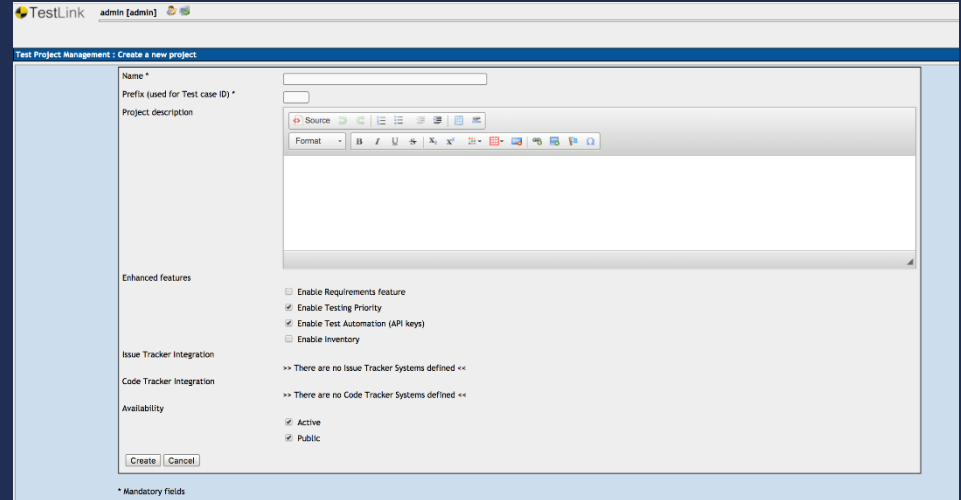 TestLink admin [admin]
Test Project Management : Create a new project
Name *
Prefix (used for Test case ID) *
Project description
Source
Format B I U S X₂ X² Ω
Enhanced features
Enable Requirements feature
Enable Testing Priority
Enable Test Automation (API keys)
Enable Inventory
Issue Tracker Integration
>> There are no Issue Tracker Systems defined <<
Code Tracker Integration
>> There are no Code Tracker Systems defined <<
Availability
Active
Public
Create Cancel
* Mandatory fields